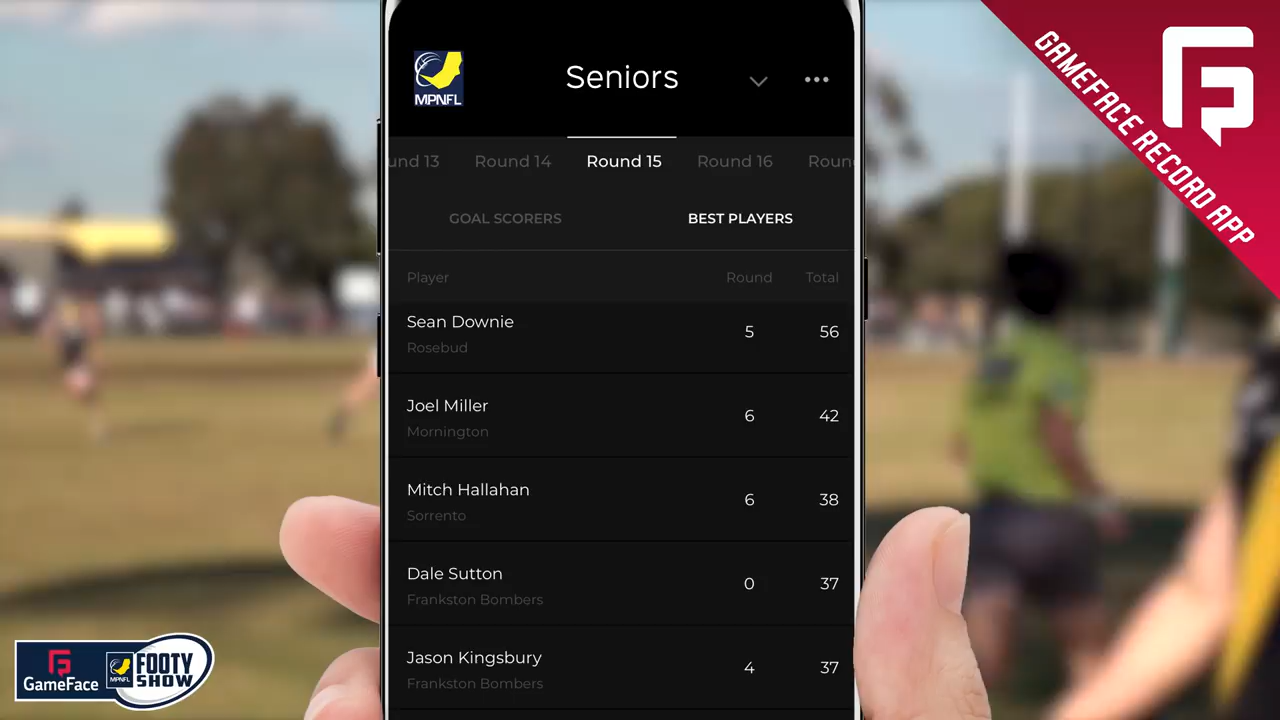 MPNFL
Seniors
und 13 Round 14 Round 15 Round 16 Roun
GOAL SCORERS BEST PLAYERS
Player Round Total
Sean Downie 5 56
Rosebud
Joel Miller 6 42
Mornington
Mitch Hallahan 6 38
Sorrento
Dale Sutton 0 37
Frankston Bombers
Jason Kingsbury 4 37
Frankston Bombers
GAMEFACE RECORD APP
GameFace
MPNFL
FOOTY
SHOW